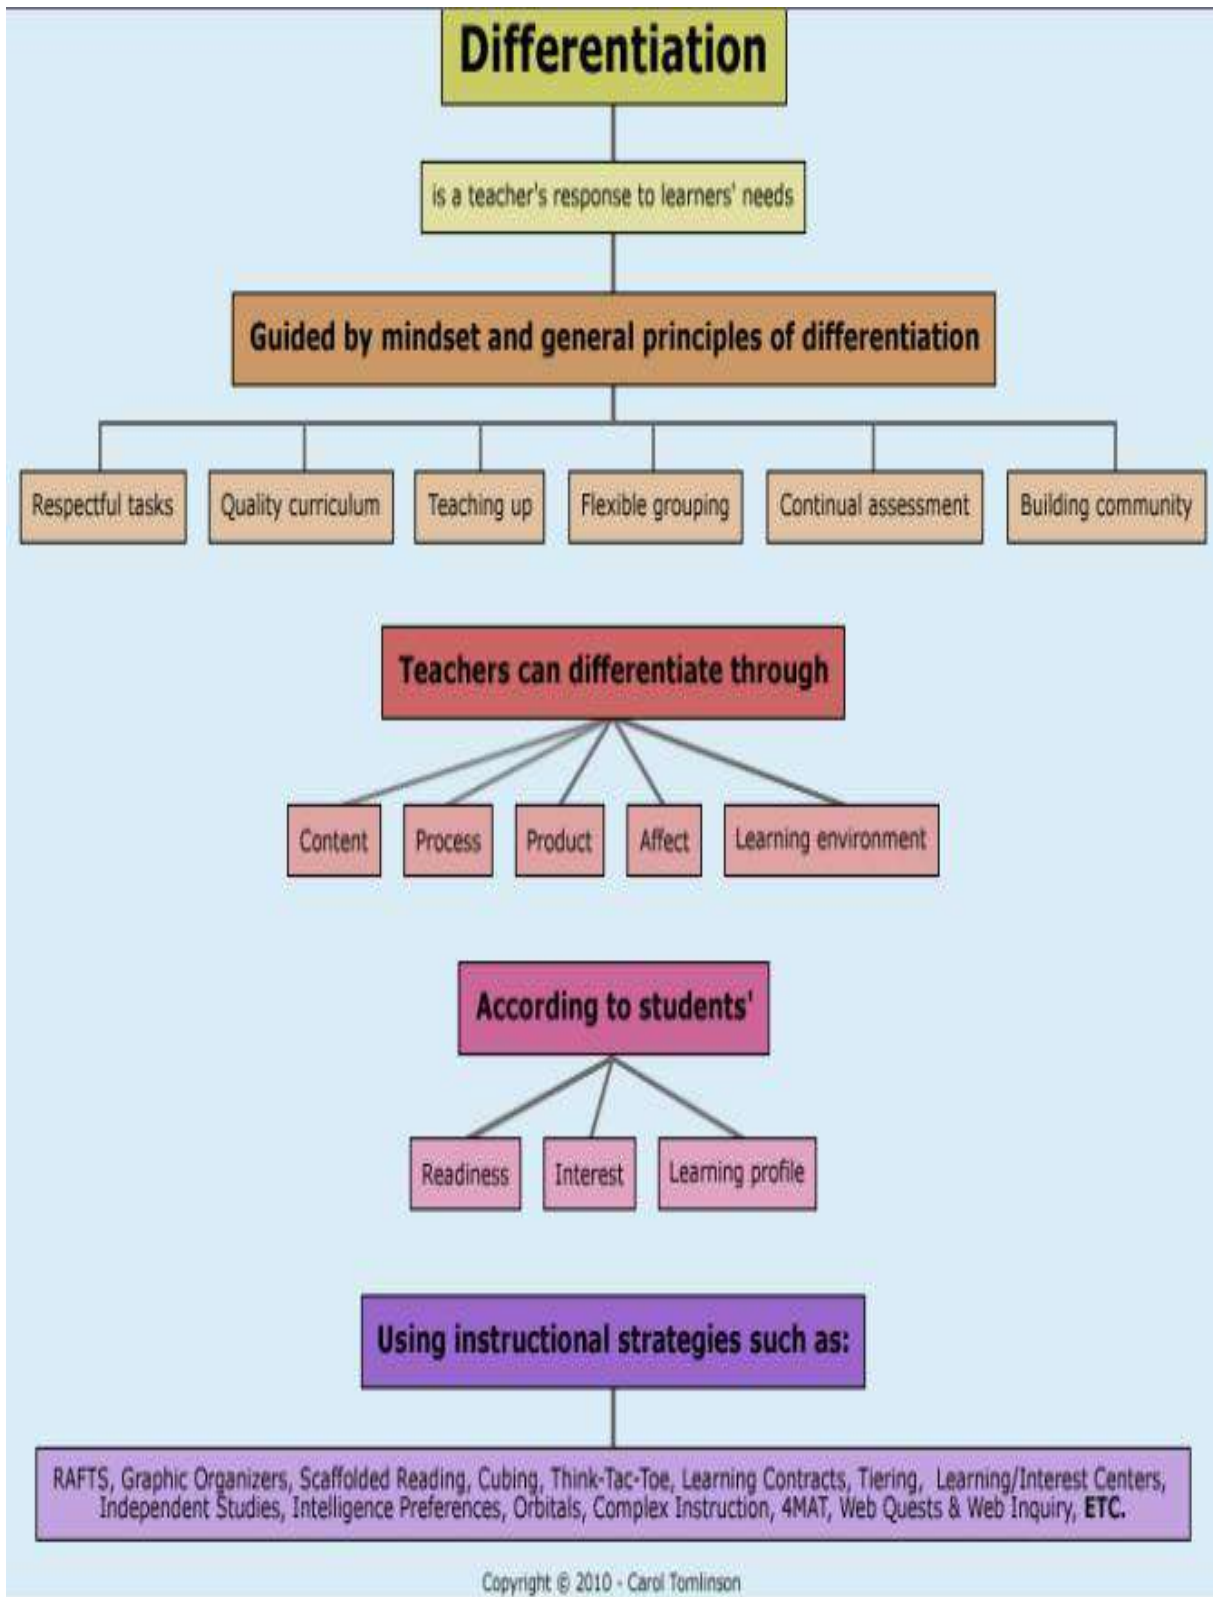 Differentiation
is a teacher's response to learners' needs
Guided by mindset and general principles of differentiation
Respectful tasks
Quality curriculum
Teaching up
Flexible grouping
Continual assessment
Building community
Teachers can differentiate through
Content
Process
Product
Affect
Learning environment
According to students'
Readiness
Interest
Learning profile
Using instructional strategies such as:
RAFTS, Graphic Organizers, Scaffolded Reading, Cubing, Think-Tac-Toe, Learning Contracts, Tiering, Learning/Interest Centers,
Independent Studies, Intelligence Preferences, Orbitals, Complex Instruction, 4MAT, Web Quests & Web Inquiry, ETC.
Copyright © 2010 - Carol Tomlinson